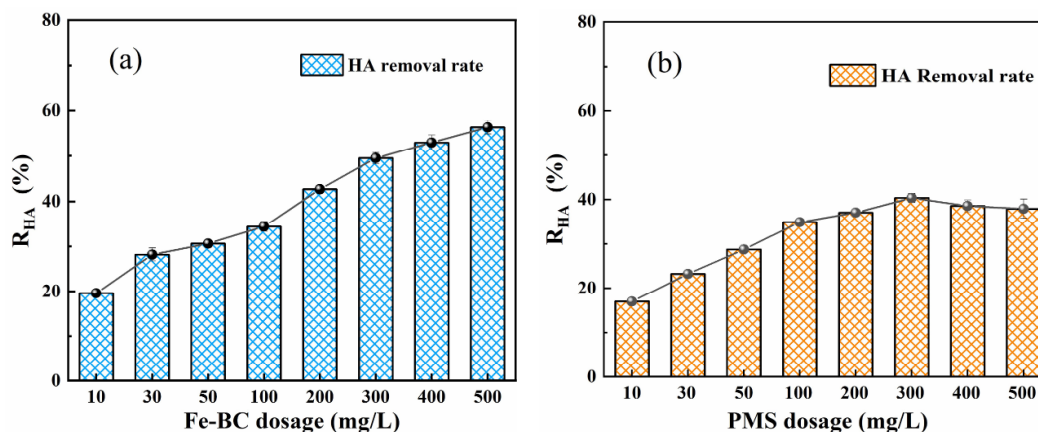 (a)
HA removal rate
80
60
40
20
0
R_HA (%)
10 30 50 100 200 300 400 500
Fe-BC dosage (mg/L)
(b)
HA Removal rate
80
60
40
20
0
R_HA (%)
10 30 50 100 200 300 400 500
PMS dosage (mg/L)